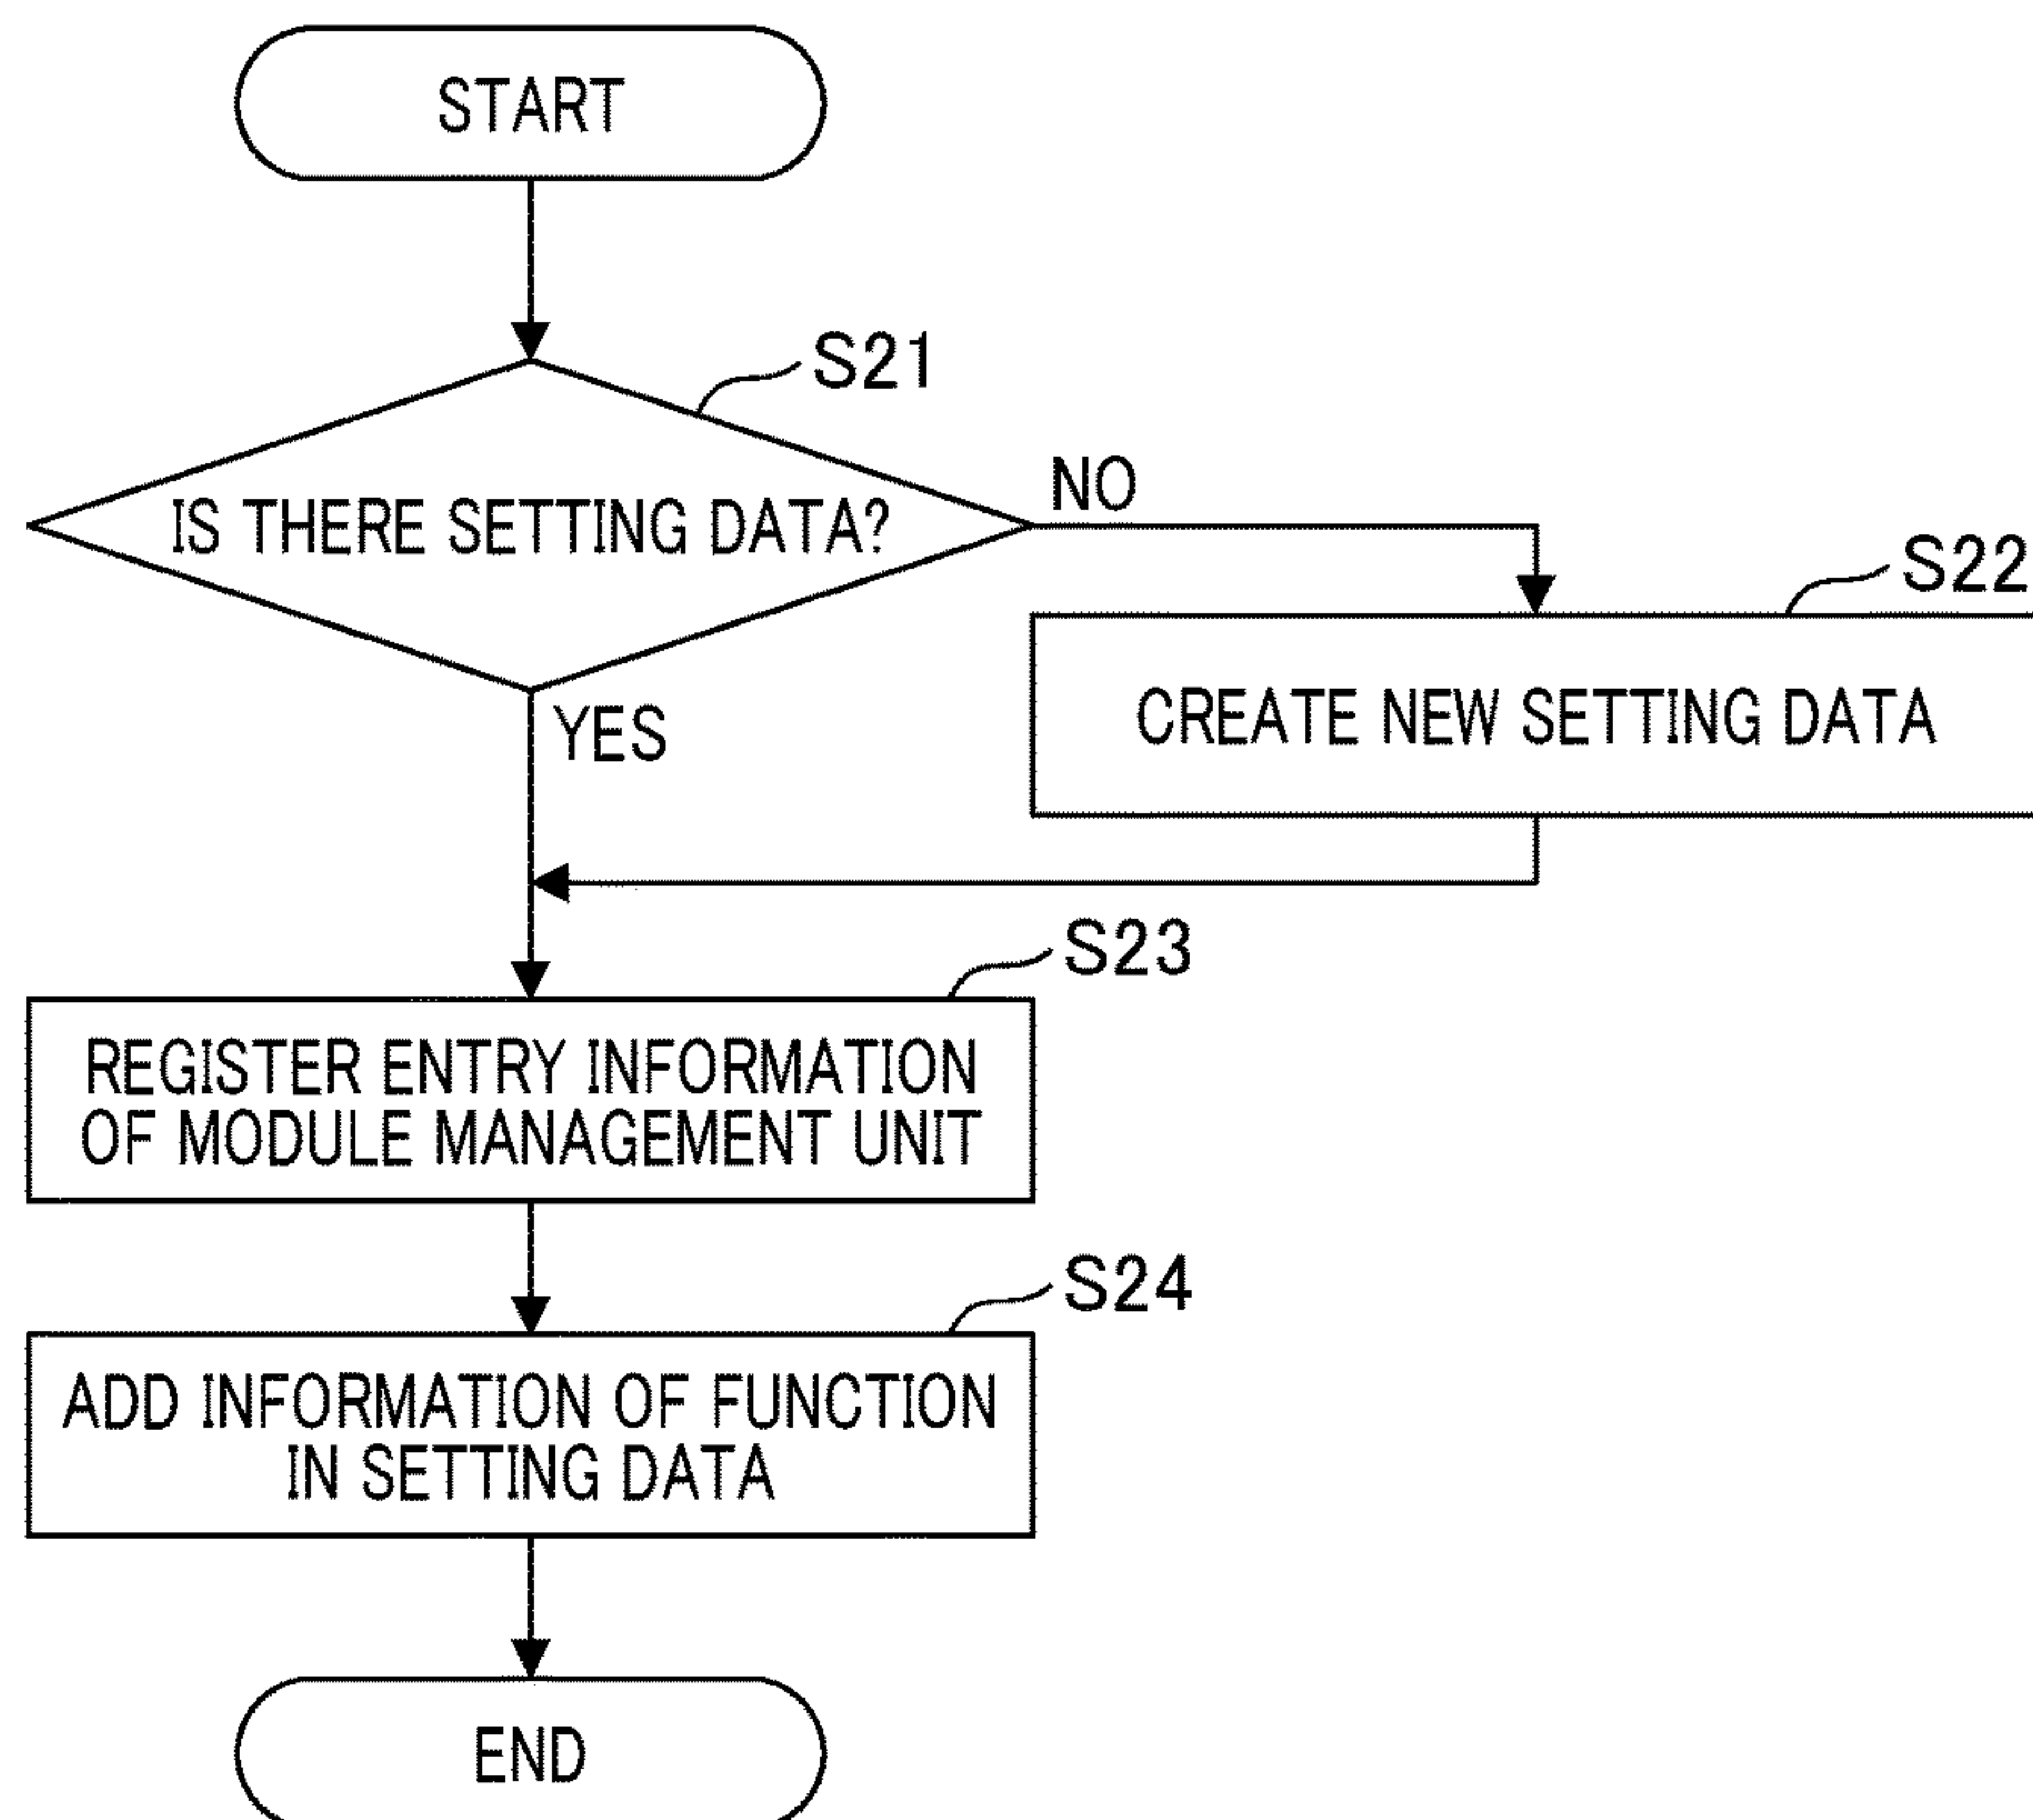 START
S21
IS THERE SETTING DATA?
NO
S22
CREATE NEW SETTING DATA
YES
S23
REGISTER ENTRY INFORMATION
OF MODULE MANAGEMENT UNIT
S24
ADD INFORMATION OF FUNCTION
IN SETTING DATA
END